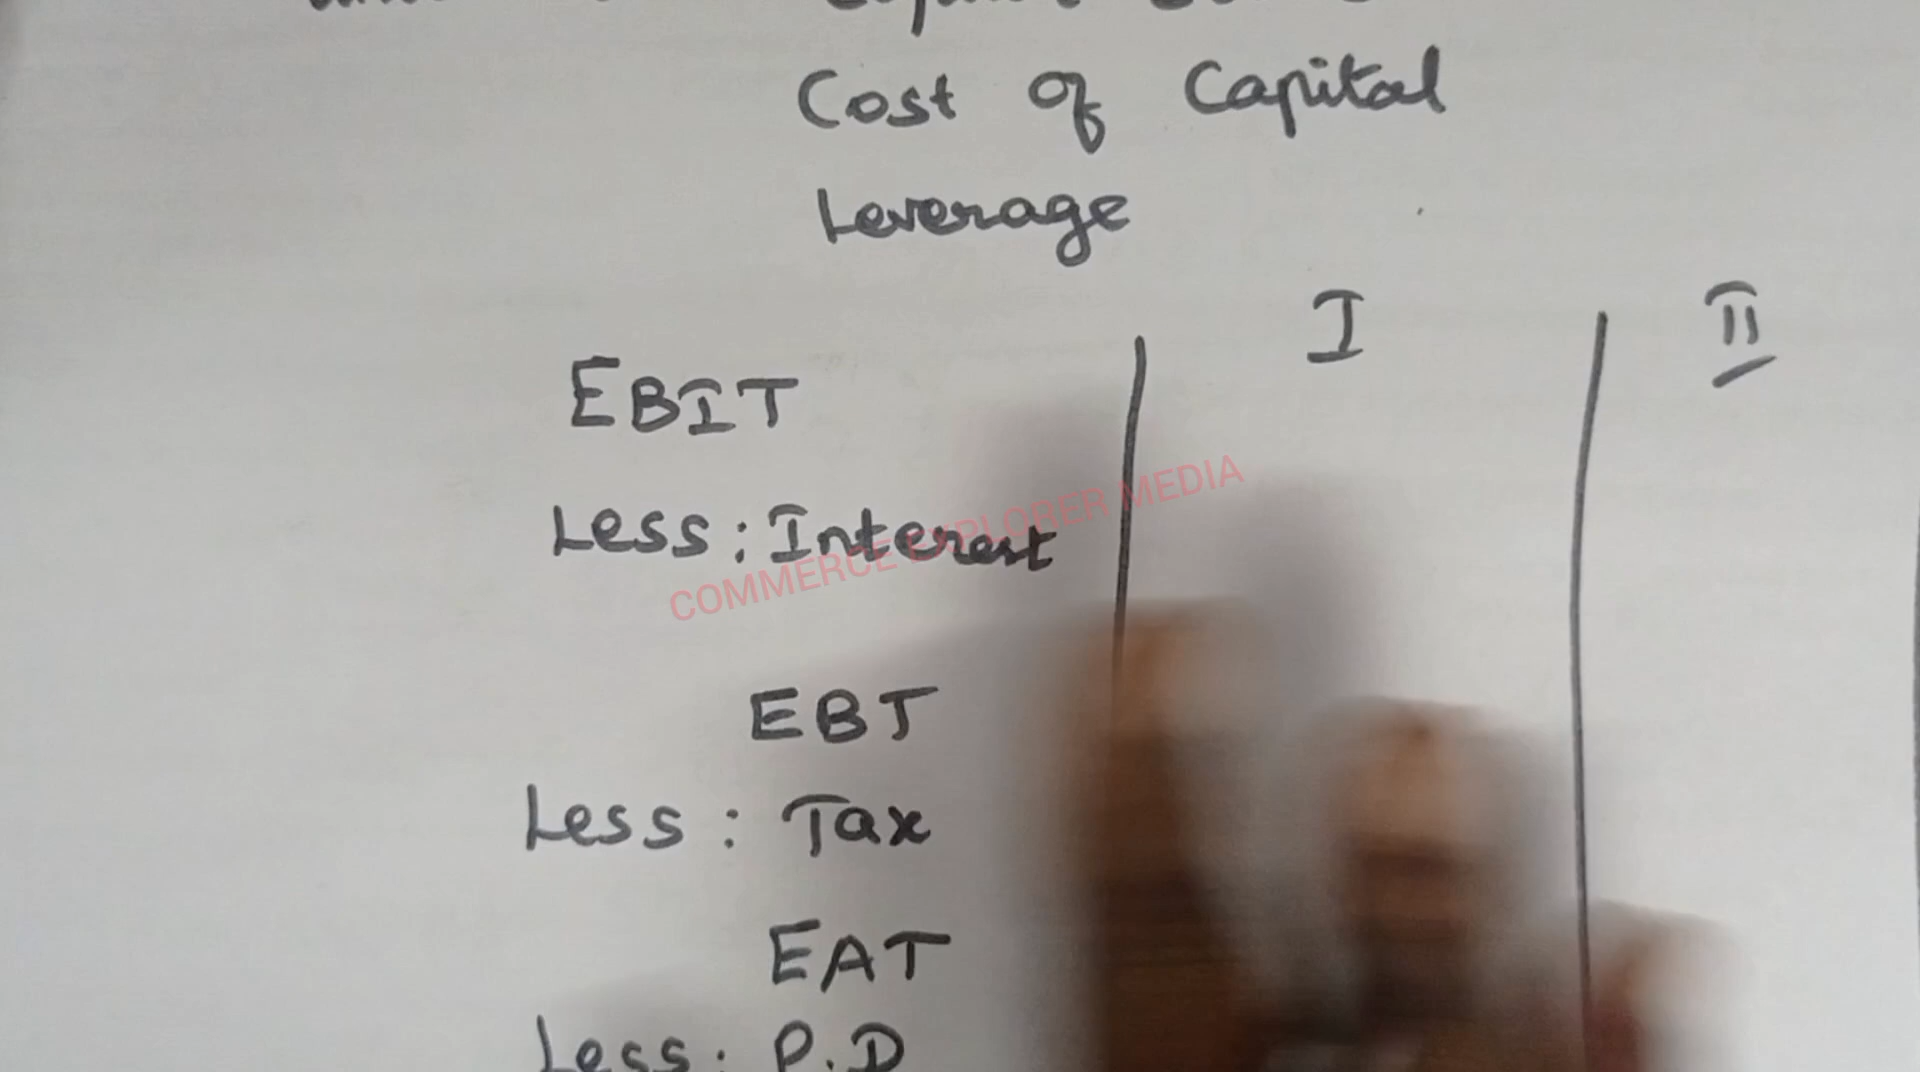 Cost of Capital
Leverage
I II
EBIT
Less : Interest
COMMERCE EXPLORER MEDIA
EBT
Less : Tax
EAT
Less : P.D